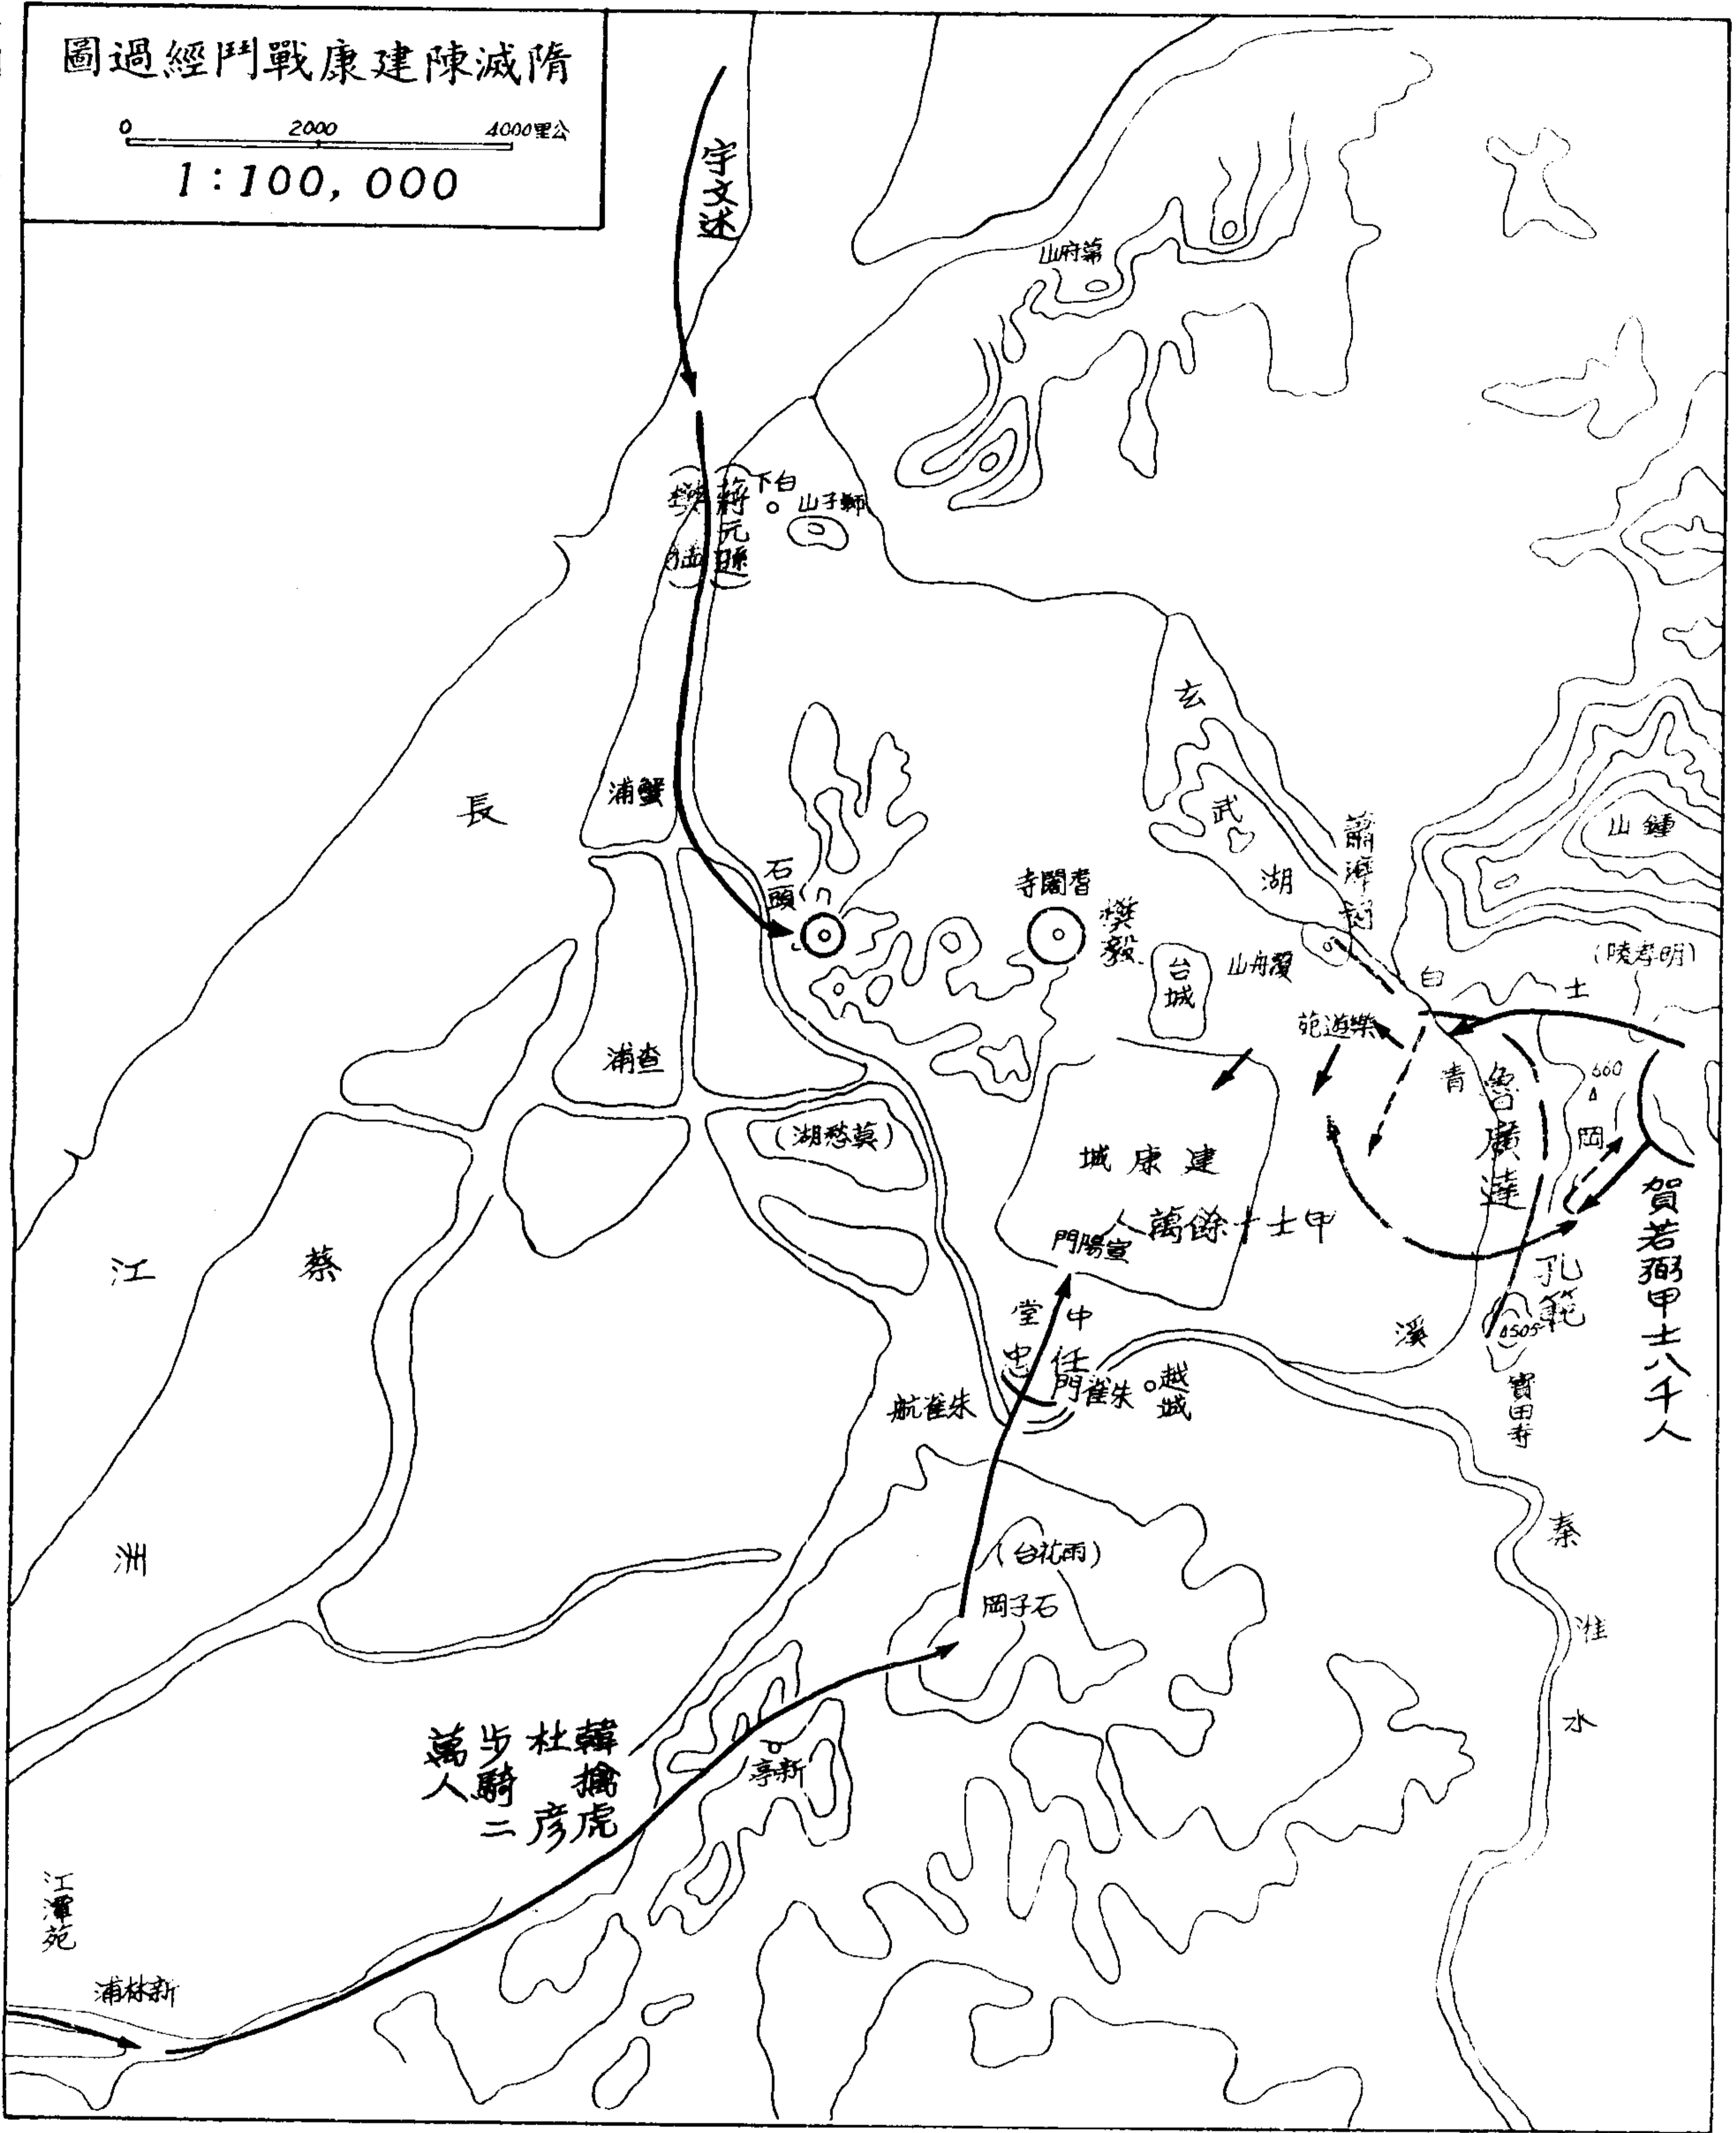 隋滅陳建康戰鬥經過圖
0 2000 4000公里
1:100,000
宇文述
幕府山
白下
獅子山
蔣元遜
玄武湖
蕭摩訶
鍾山
(明孝陵)
長江
蟹浦
石頭
耆闍寺
樊毅
台城
覆舟山
樂遊苑
白土岡
660
青溪
魯廣達
賀若弼甲士八千人
孔範
505
查浦
(莫愁湖)
建康城
甲士十餘萬人
宣陽門
中堂
任忠
朱雀門
越城
朱雀航
蔡
秦淮水
(雨花台)
石子岡
新亭
韓擒虎
杜彥
步騎二萬人
江潭苑
新林浦